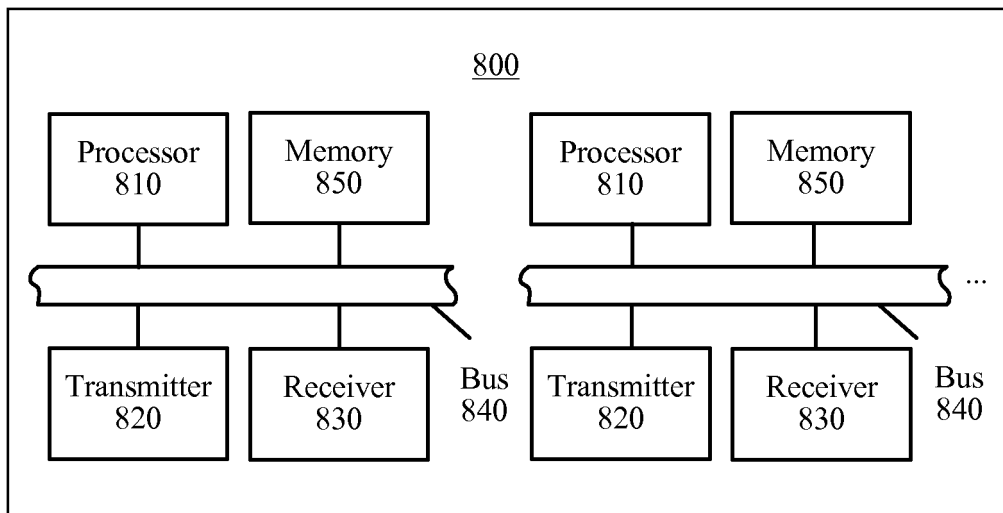 800
Processor
810
Memory
850
Processor
810
Memory
850
...
Transmitter
820
Receiver
830
Bus
840
Transmitter
820
Receiver
830
Bus
840